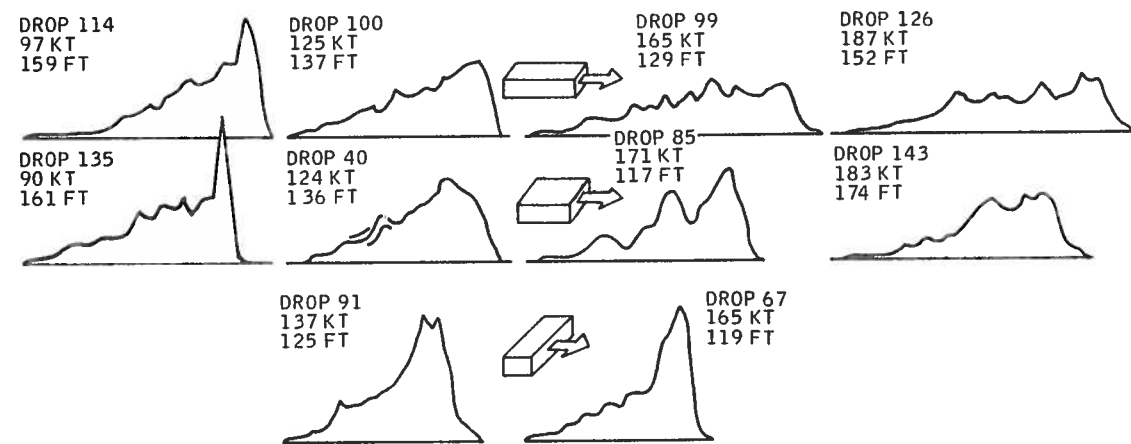 DROP 114
97 KT
159 FT
DROP 100
125 KT
137 FT
DROP 99
165 KT
129 FT
DROP 126
187 KT
152 FT
DROP 135
90 KT
161 FT
DROP 40
124 KT
136 FT
DROP 85
171 KT
117 FT
DROP 143
183 KT
174 FT
DROP 91
137 KT
125 FT
DROP 67
165 KT
119 FT